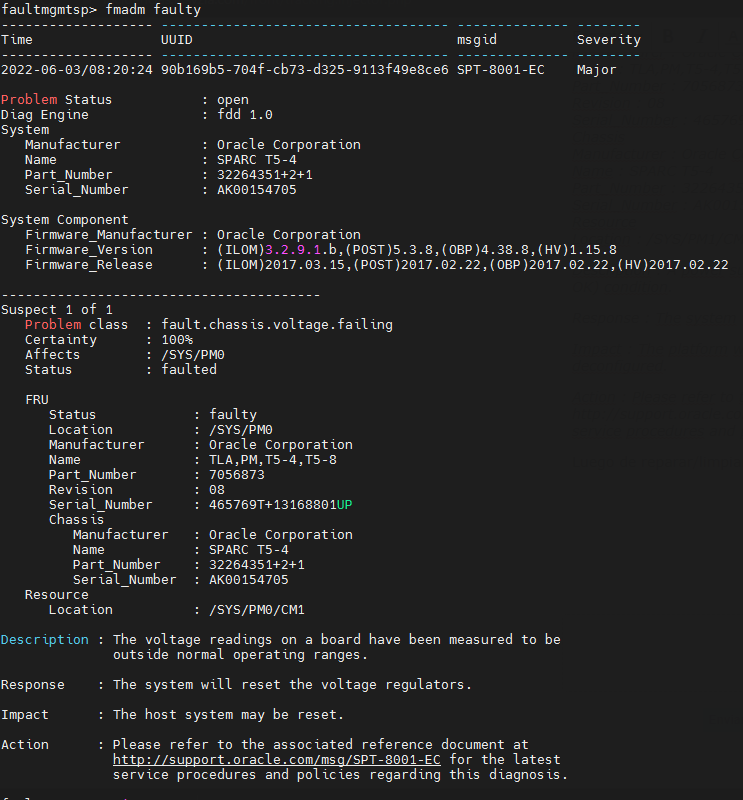 faultmgmtsp> fmadm faulty
------------------- ------------------------------------ -------------- --------
Time                UUID                                 msgid          Severity
------------------- ------------------------------------ -------------- --------
2022-06-03/08:20:24 90b169b5-704f-cb73-d325-9113f49e8ce6 SPT-8001-EC    Major
Problem Status           : open
Diag Engine              : fdd 1.0
System
   Manufacturer          : Oracle Corporation
   Name                  : SPARC T5-4
   Part_Number           : 32264351+2+1
   Serial_Number         : AK00154705
System Component
   Firmware_Manufacturer : Oracle Corporation
   Firmware_Version      : (ILOM)3.2.9.1.b,(POST)5.3.8,(OBP)4.38.8,(HV)1.15.8
   Firmware_Release      : (ILOM)2017.03.15,(POST)2017.02.22,(OBP)2017.02.22,(HV)2017.02.22
----------------------------------------
Suspect 1 of 1
   Problem class  : fault.chassis.voltage.failing
   Certainty      : 100%
   Affects        : /SYS/PM0
   Status         : faulted
   FRU
      Status            : faulty
      Location          : /SYS/PM0
      Manufacturer      : Oracle Corporation
      Name              : TLA,PM,T5-4,T5-8
      Part_Number       : 7056873
      Revision          : 08
      Serial_Number     : 465769T+13168801UP
      Chassis
         Manufacturer   : Oracle Corporation
         Name           : SPARC T5-4
         Part_Number    : 32264351+2+1
         Serial_Number  : AK00154705
   Resource
      Location          : /SYS/PM0/CM1
Description : The voltage readings on a board have been measured to be
              outside normal operating ranges.
Response    : The system will reset the voltage regulators.
Impact      : The host system may be reset.
Action      : Please refer to the associated reference document at
              http://support.oracle.com/msg/SPT-8001-EC for the latest
              service procedures and policies regarding this diagnosis.